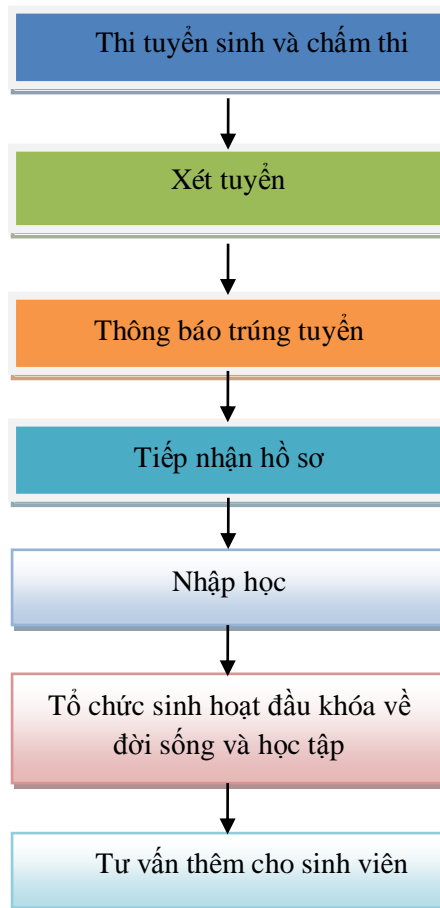 Thi tuyển sinh và chấm thi
Xét tuyển
Thông báo trúng tuyển
Tiếp nhận hồ sơ
Nhập học
Tổ chức sinh hoạt đầu khóa về
đời sống và học tập
Tư vấn thêm cho sinh viên